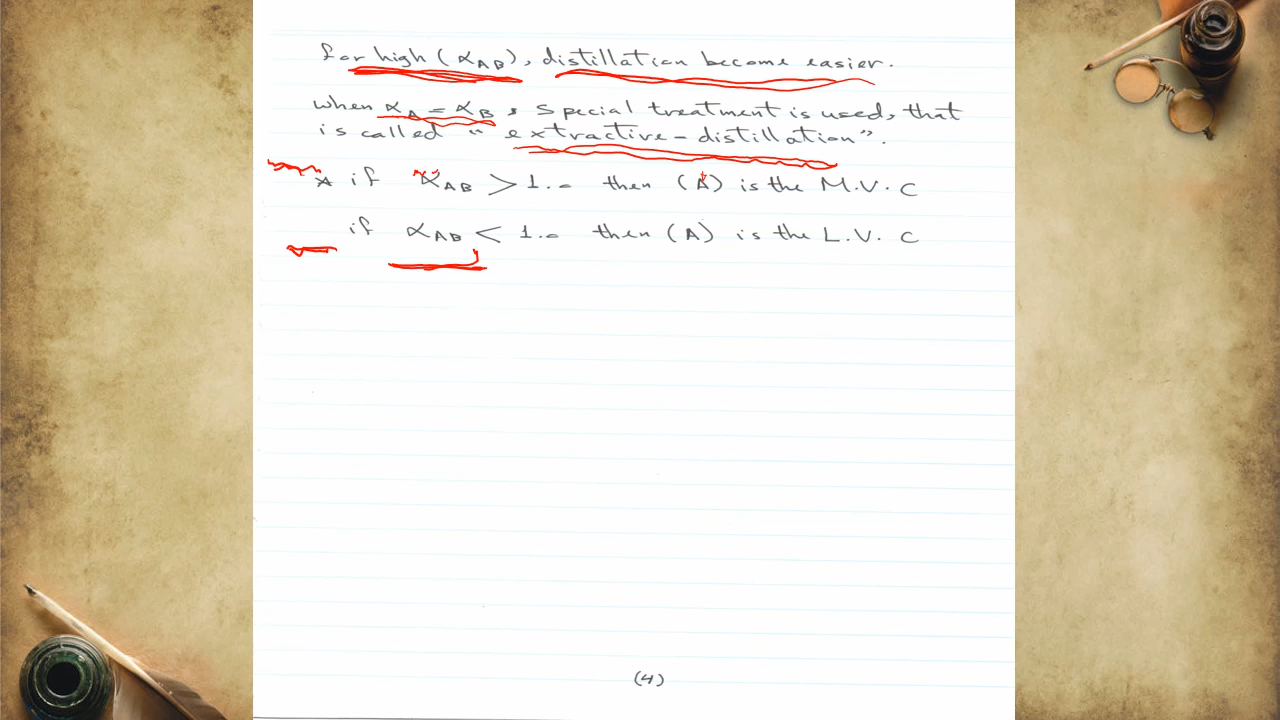 for high (αAB), distillation become easier.
when αA = αB, special treatment is used, that
is called "extractive-distillation".
* if αAB > 1.0 then (A) is the M.V.C
if αAB < 1.0 then (A) is the L.V.C
(4)